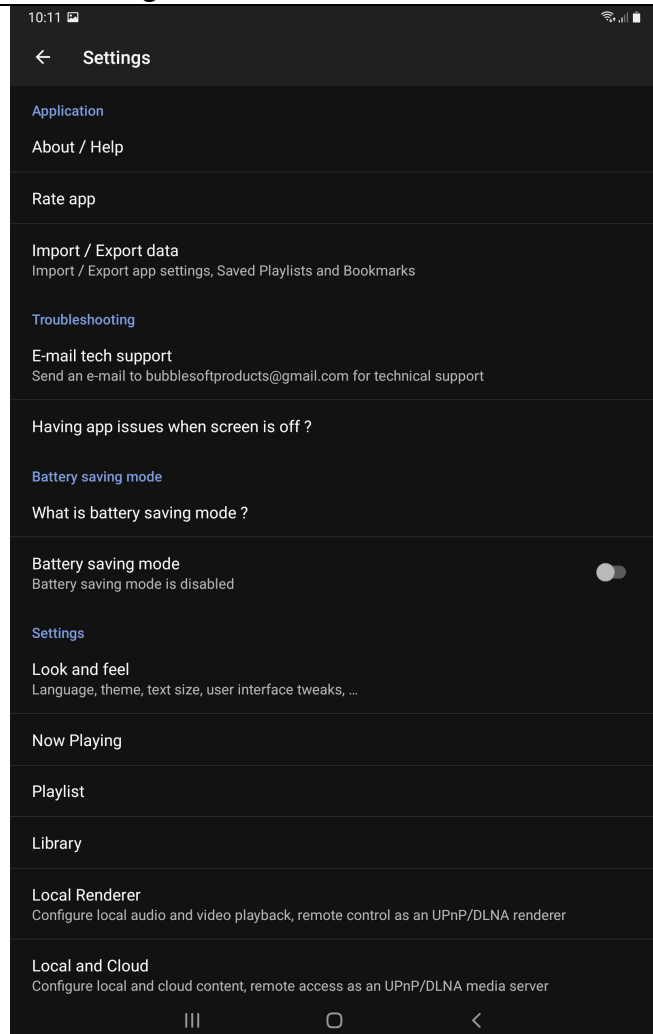 10:11
Settings
Application
About / Help
Rate app
Import / Export data
Import / Export app settings, Saved Playlists and Bookmarks
Troubleshooting
E-mail tech support
Send an e-mail to bubblesoftproducts@gmail.com for technical support
Having app issues when screen is off ?
Battery saving mode
What is battery saving mode ?
Battery saving mode
Battery saving mode is disabled
Settings
Look and feel
Language, theme, text size, user interface tweaks, ...
Now Playing
Playlist
Library
Local Renderer
Configure local audio and video playback, remote control as an UPnP/DLNA renderer
Local and Cloud
Configure local and cloud content, remote access as an UPnP/DLNA media server